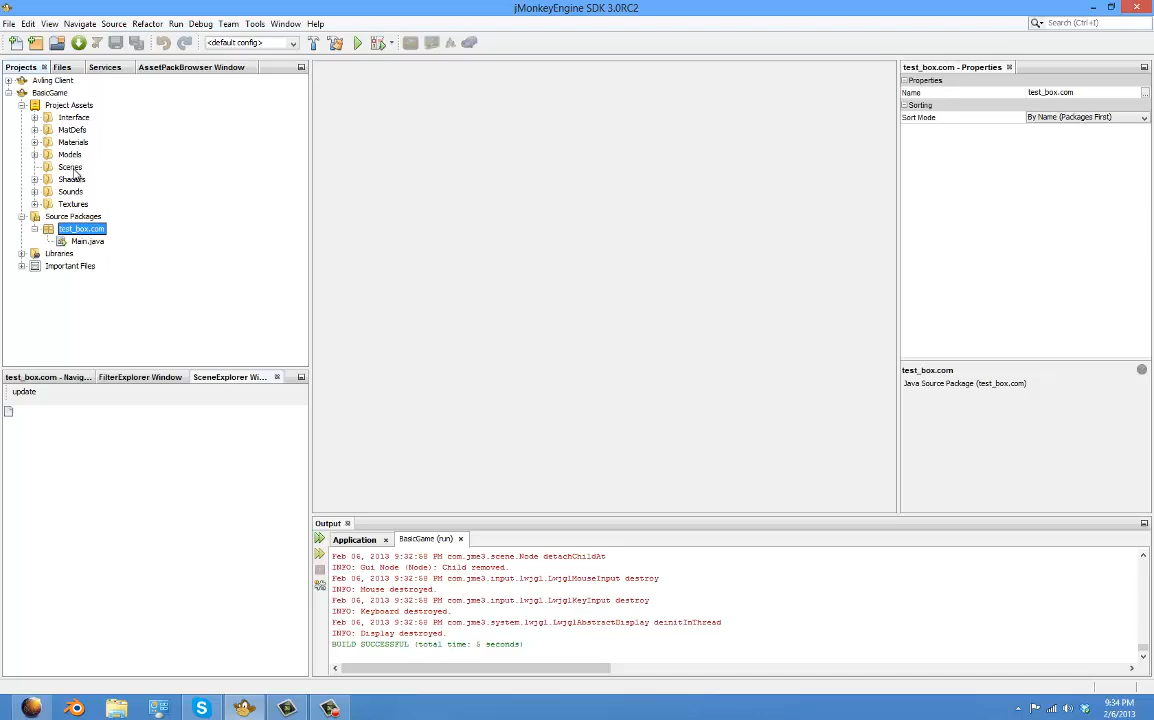 jMonkeyEngine SDK 3.0RC2
File Edit View Navigate Source Refactor Run Debug Team Tools Window Help
Search (Ctrl+I)
<default config>
Projects Files Services AssetPackBrowser Window
Avling Client
BasicGame
Project Assets
Interface
MatDefs
Materials
Models
Scenes
Shaders
Sounds
Textures
Source Packages
test_box.com
Main.java
Libraries
Important Files
test_box.com - Navig... FilterExplorer Window SceneExplorer Wi...
update
test_box.com - Properties
Properties
Name test_box.com ...
Sorting
Sort Mode By Name (Packages First)
test_box.com
Java Source Package (test_box.com)
Output
Application BasicGame (run)
Feb 06, 2013 9:32:58 PM com.jme3.scene.Node detachChildAt
INFO: Gui Node (Node): Child removed.
Feb 06, 2013 9:32:58 PM com.jme3.input.lwjgl.LwjglMouseInput destroy
INFO: Mouse destroyed.
Feb 06, 2013 9:32:58 PM com.jme3.input.lwjgl.LwjglKeyInput destroy
INFO: Keyboard destroyed.
Feb 06, 2013 9:32:58 PM com.jme3.system.lwjgl.LwjglAbstractDisplay deinitInThread
INFO: Display destroyed.
BUILD SUCCESSFUL (total time: 5 seconds)
9:34 PM
2/6/2013